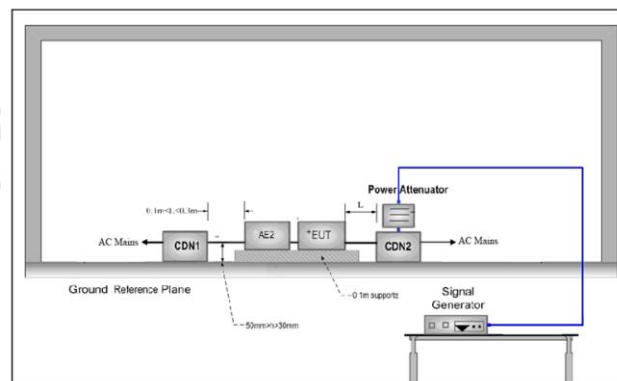 Power Attenuator
0.1m<L<0.3m
L
AC Mains
CDN1
AE2
*EUT
CDN2
AC Mains
Ground Reference Plane
0.1m supports
50mm>h>30mm
Signal
Generator